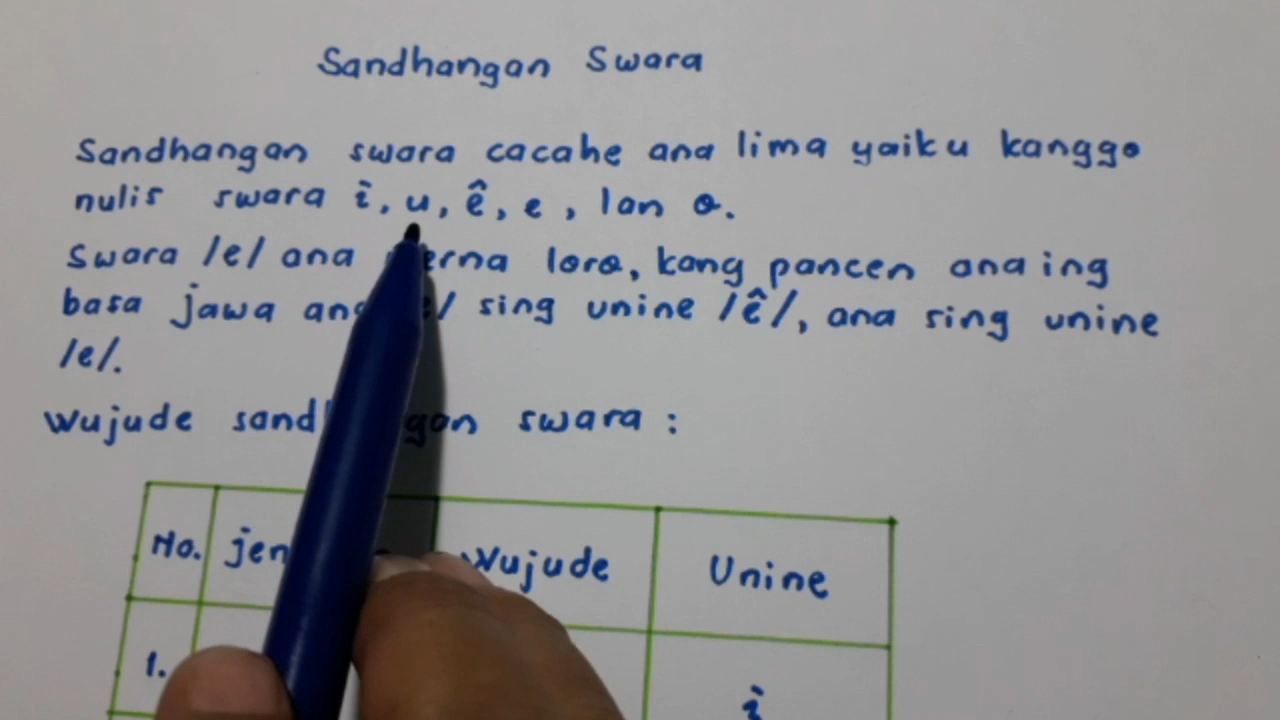 Sandhangan Swara
Sandhangan swara cacahe ana lima yaiku kanggo
nulis swara i, u, ê, e, lan o.
Swara /e/ ana loro, kang pancen ana ing
basa jawa sing unine /ê/, ana sing unine
/e/.
Wujude swara :
No. Wujude Unine
1. i